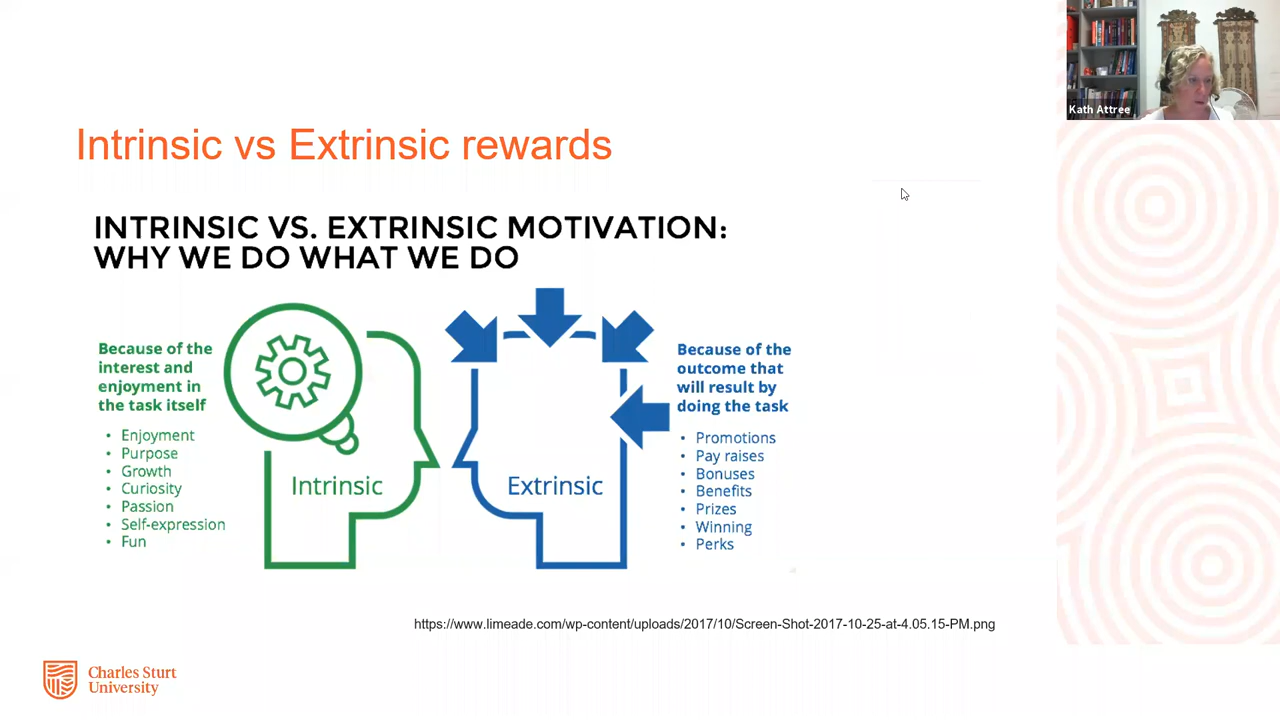 Kath Attree
Intrinsic vs Extrinsic rewards
INTRINSIC VS. EXTRINSIC MOTIVATION:
WHY WE DO WHAT WE DO
Because of the
interest and
enjoyment in
the task itself
• Enjoyment
• Purpose
• Growth
• Curiosity
• Passion
• Self-expression
• Fun
Intrinsic
Extrinsic
Because of the
outcome that
will result by
doing the task
• Promotions
• Pay raises
• Bonuses
• Benefits
• Prizes
• Winning
• Perks
https://www.limeade.com/wp-content/uploads/2017/10/Screen-Shot-2017-10-25-at-4.05.15-PM.png
Charles Sturt
University